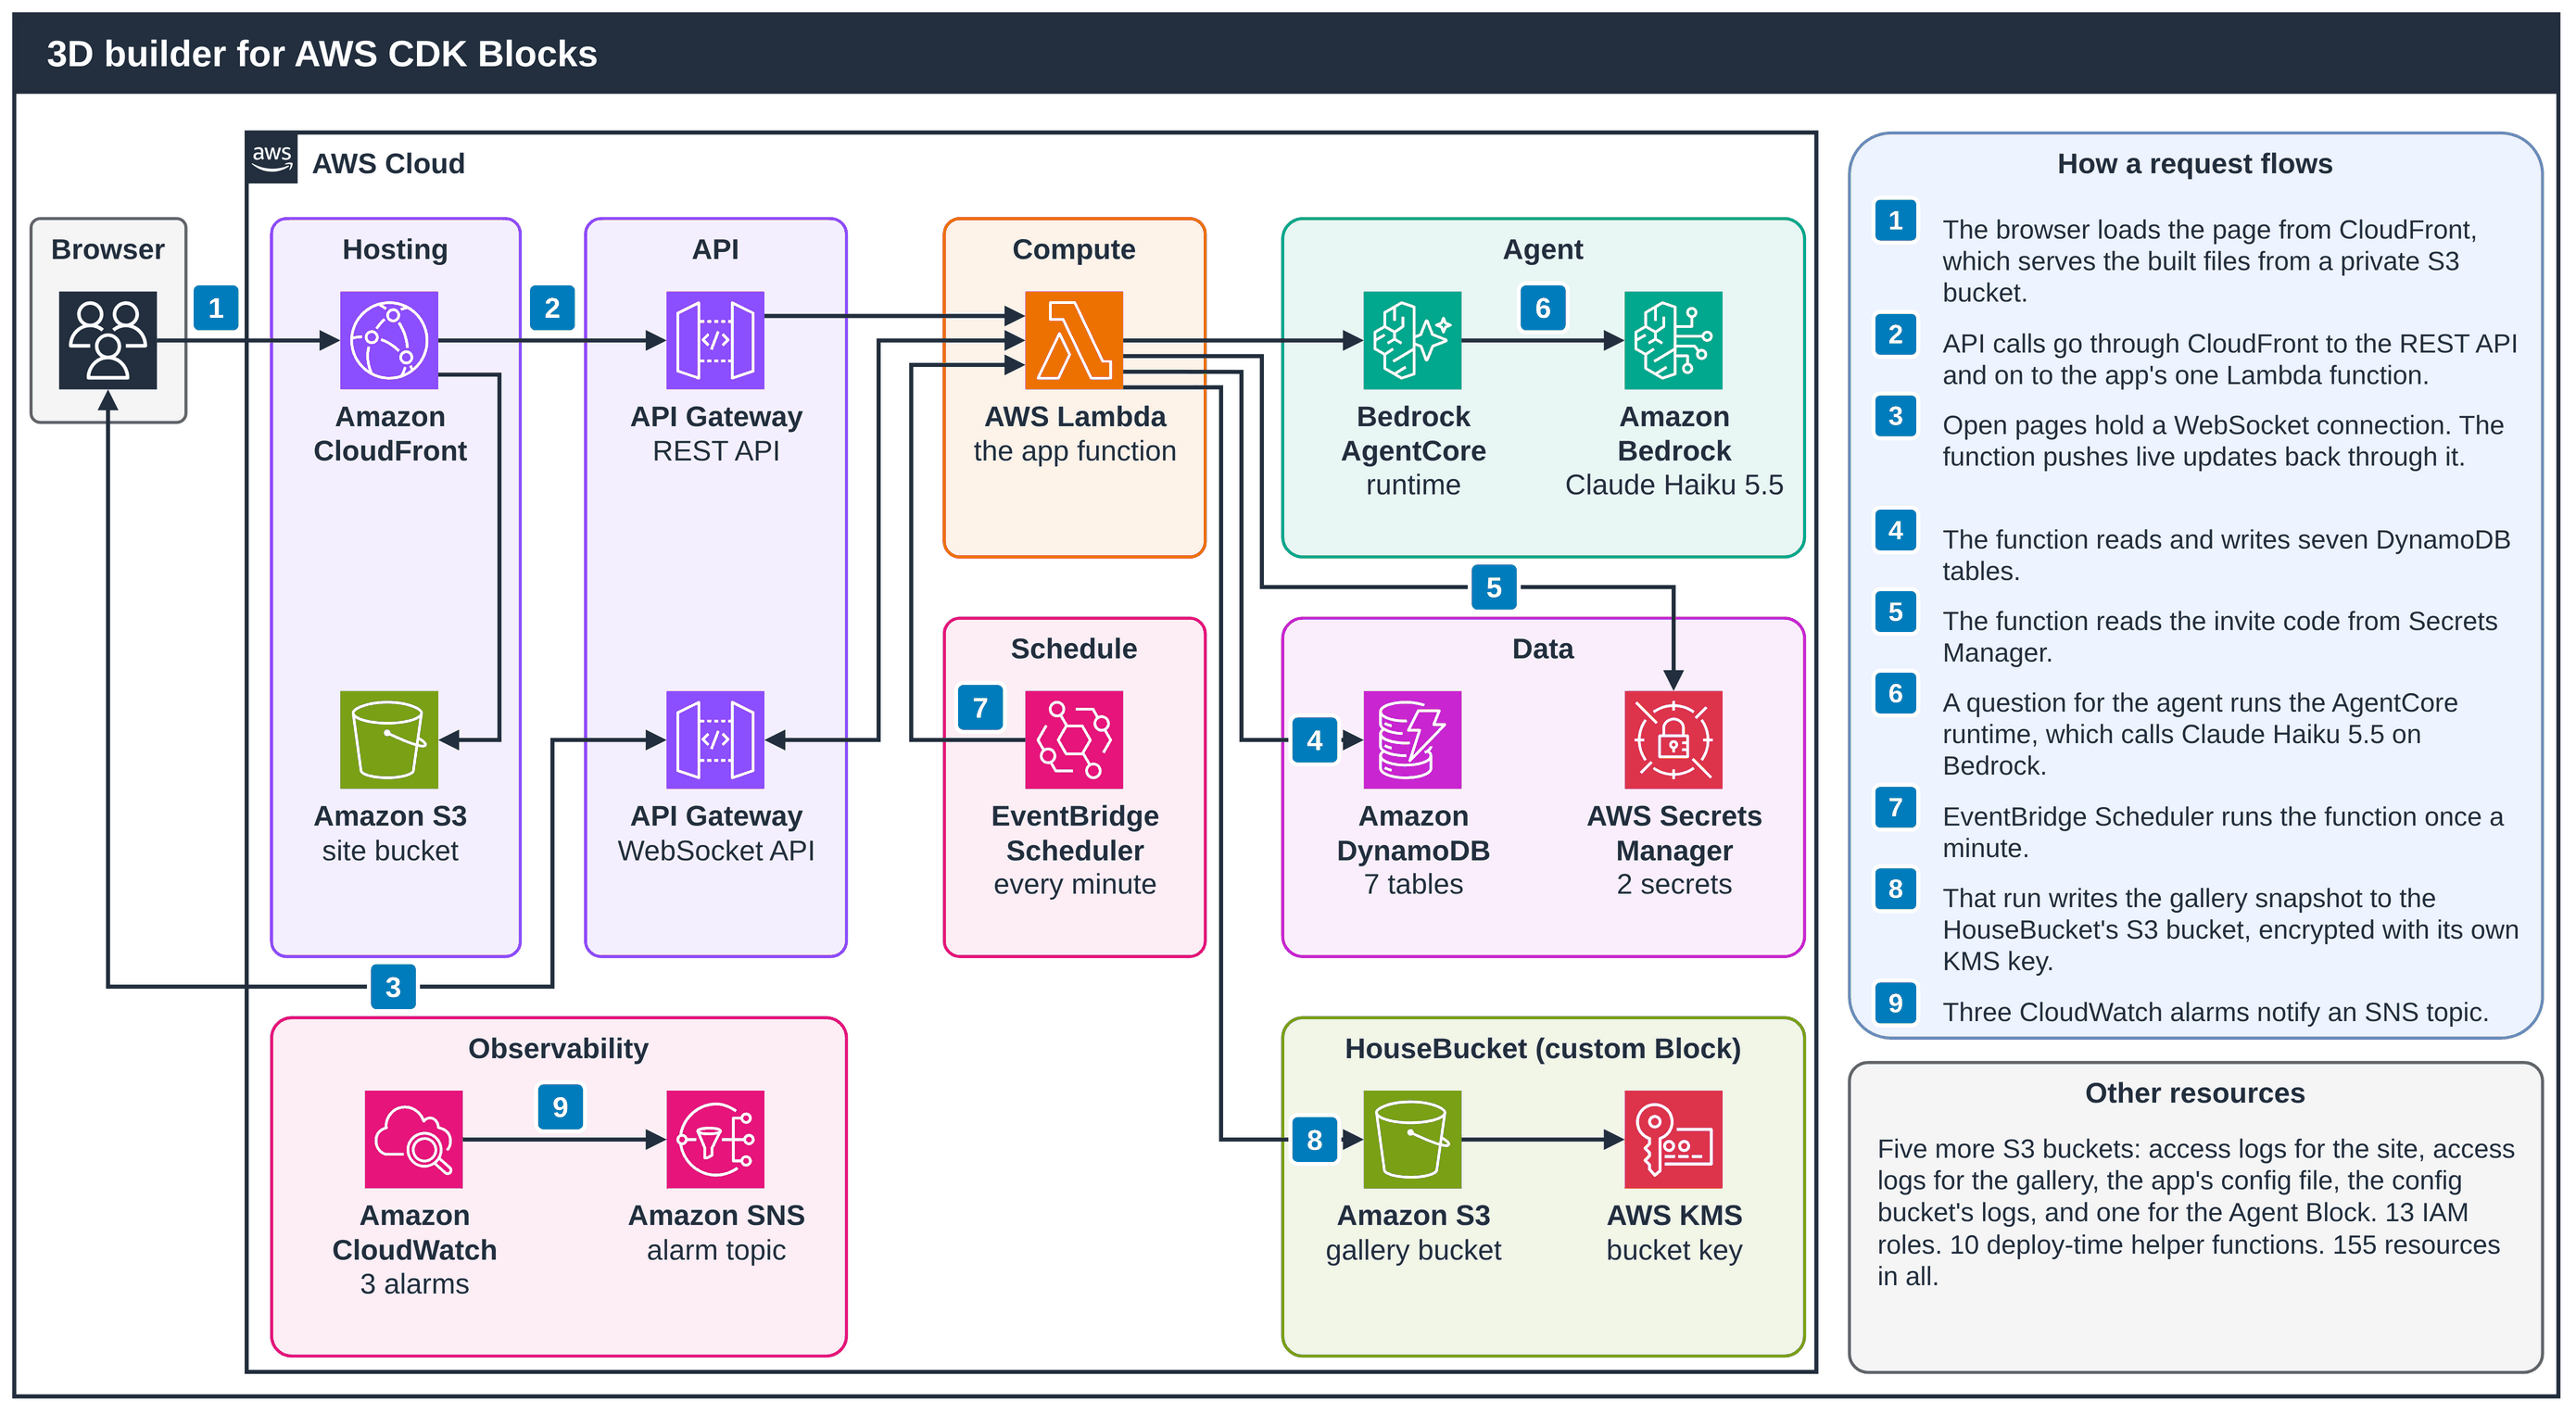 3D builder for AWS CDK Blocks
aws
AWS Cloud
Browser
1
Hosting
Amazon
CloudFront
Amazon S3
site bucket
2
API
API Gateway
REST API
API Gateway
WebSocket API
3
Compute
AWS Lambda
the app function
Schedule
7
EventBridge
Scheduler
every minute
Agent
6
Bedrock
AgentCore
runtime
Amazon
Bedrock
Claude Haiku 5.5
5
Data
4
Amazon
DynamoDB
7 tables
AWS Secrets
Manager
2 secrets
Observability
9
Amazon
CloudWatch
3 alarms
Amazon SNS
alarm topic
HouseBucket (custom Block)
8
Amazon S3
gallery bucket
AWS KMS
bucket key
How a request flows
1
The browser loads the page from CloudFront,
which serves the built files from a private S3
bucket.
2
API calls go through CloudFront to the REST API
and on to the app's one Lambda function.
3
Open pages hold a WebSocket connection. The
function pushes live updates back through it.
4
The function reads and writes seven DynamoDB
tables.
5
The function reads the invite code from Secrets
Manager.
6
A question for the agent runs the AgentCore
runtime, which calls Claude Haiku 5.5 on
Bedrock.
7
EventBridge Scheduler runs the function once a
minute.
8
That run writes the gallery snapshot to the
HouseBucket's S3 bucket, encrypted with its own
KMS key.
9
Three CloudWatch alarms notify an SNS topic.
Other resources
Five more S3 buckets: access logs for the site, access
logs for the gallery, the app's config file, the config
bucket's logs, and one for the Agent Block. 13 IAM
roles. 10 deploy-time helper functions. 155 resources
in all.